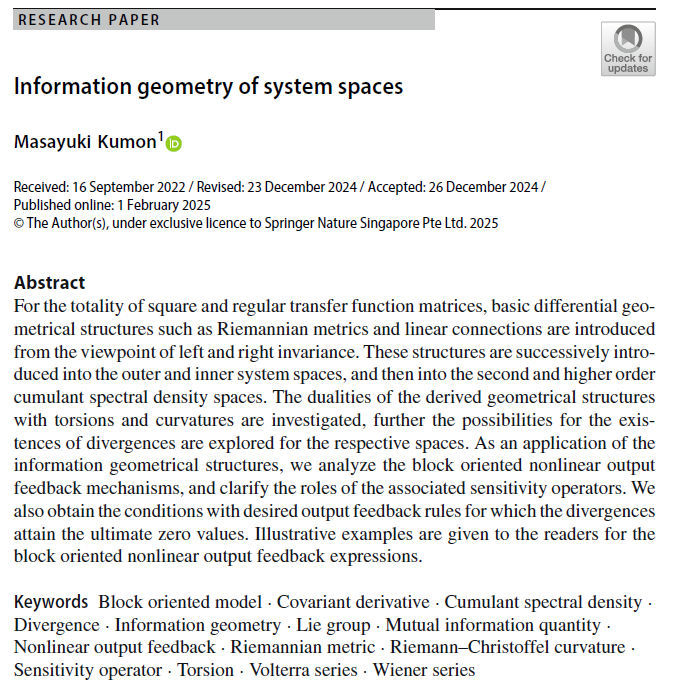 RESEARCH PAPER
Check for
updates
Information geometry of system spaces
Masayuki Kumon1 iD
Received: 16 September 2022 / Revised: 23 December 2024 / Accepted: 26 December 2024 /
Published online: 1 February 2025
© The Author(s), under exclusive licence to Springer Nature Singapore Pte Ltd. 2025
Abstract
For the totality of square and regular transfer function matrices, basic differential geo-
metrical structures such as Riemannian metrics and linear connections are introduced
from the viewpoint of left and right invariance. These structures are successively intro-
duced into the outer and inner system spaces, and then into the second and higher order
cumulant spectral density spaces. The dualities of the derived geometrical structures
with torsions and curvatures are investigated, further the possibilities for the exis-
tences of divergences are explored for the respective spaces. As an application of the
information geometrical structures, we analyze the block oriented nonlinear output
feedback mechanisms, and clarify the roles of the associated sensitivity operators. We
also obtain the conditions with desired output feedback rules for which the divergences
attain the ultimate zero values. Illustrative examples are given to the readers for the
block oriented nonlinear output feedback expressions.
Keywords Block oriented model · Covariant derivative · Cumulant spectral density ·
Divergence · Information geometry · Lie group · Mutual information quantity ·
Nonlinear output feedback · Riemannian metric · Riemann–Christoffel curvature ·
Sensitivity operator · Torsion · Volterra series · Wiener series